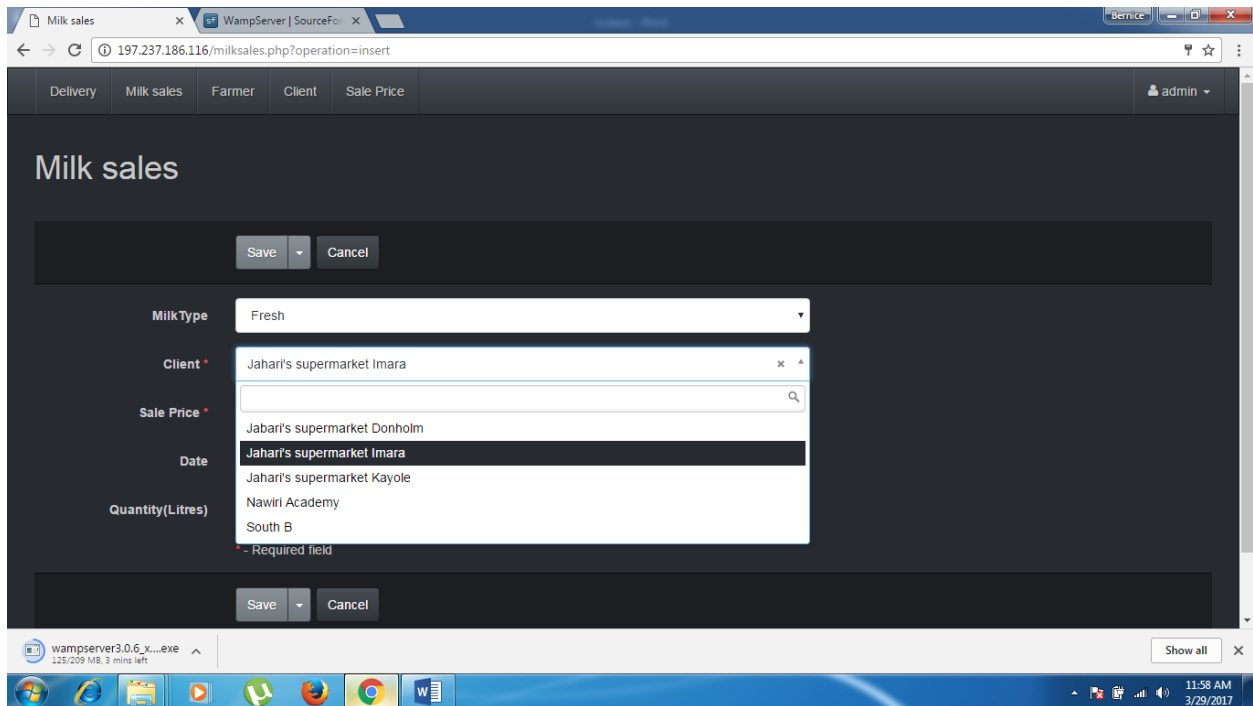 Milk sales
WampServer | SourceFor
Bernice
197.237.186.116/milksales.php?operation=insert
Delivery Milk sales Farmer Client Sale Price admin
Milk sales
Save Cancel
MilkType Fresh
Client * Jahari's supermarket Imara
Sale Price *
Jabari's supermarket Donholm
Jahari's supermarket Imara
Date
Jahari's supermarket Kayole
Nawiri Academy
Quantity(Litres)
South B
* - Required field
Save Cancel
wampserver3.0.6_x....exe
125/209 MB, 3 mins left
Show all
11:58 AM
3/29/2017